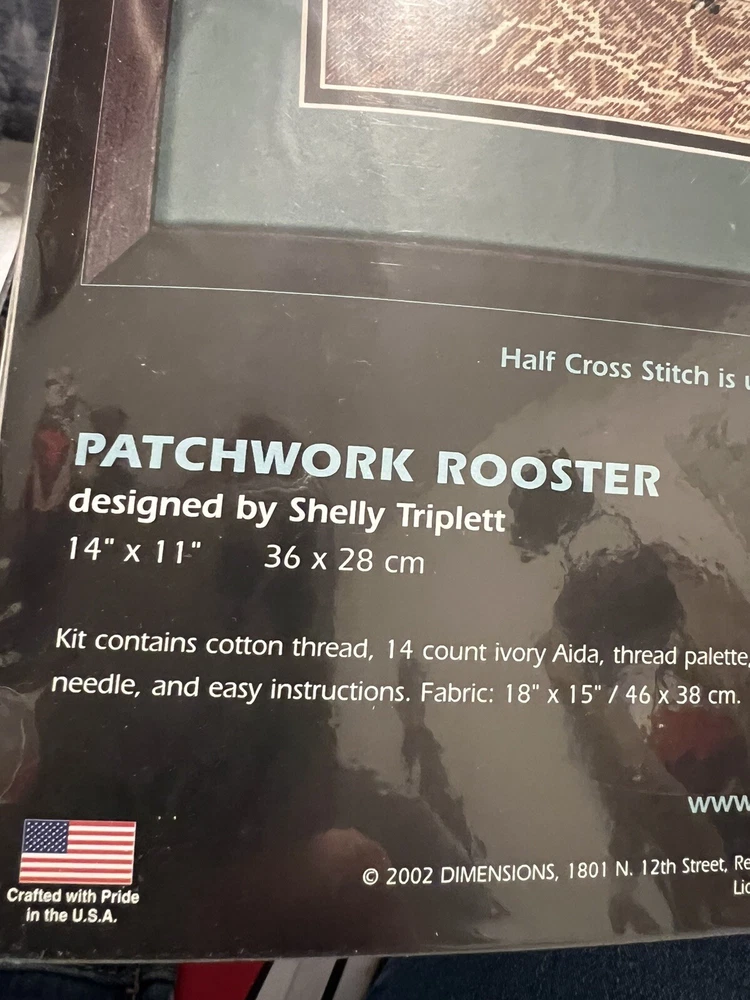 Half Cross Stitch is
PATCHWORK ROOSTER
designed by Shelly Triplett
14" x 11" 36 x 28 cm
Kit contains cotton thread, 14 count ivory Aida, thread palette,
needle, and easy instructions. Fabric: 18" x 15" / 46 x 38 cm.
www
Crafted with Pride
in the U.S.A.
© 2002 DIMENSIONS, 1801 N. 12th Street,